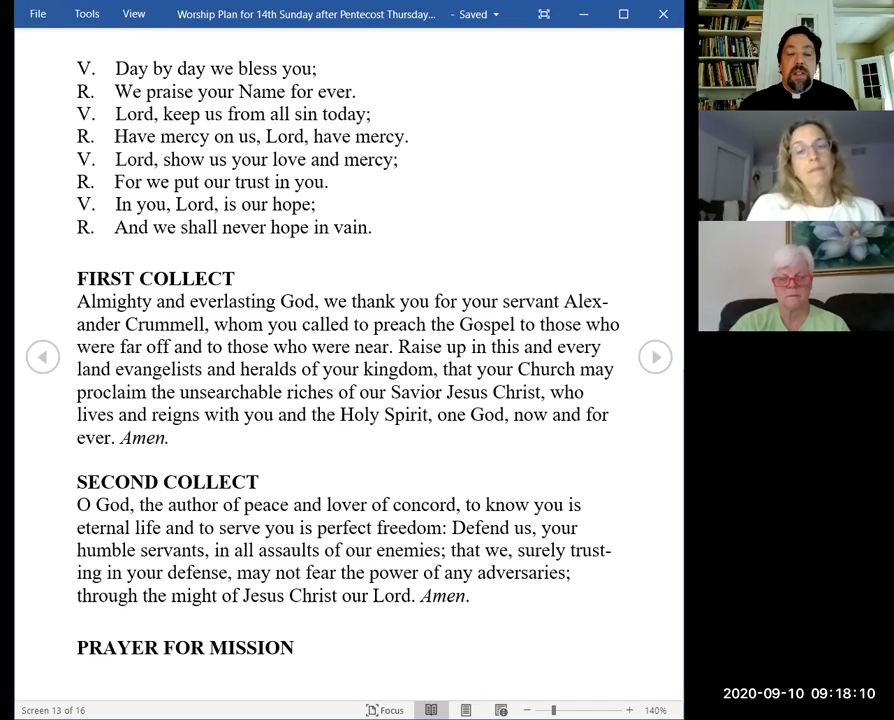 File Tools View Worship Plan for 14th Sunday after Pentecost Thursday... - Saved
V. Day by day we bless you;
R. We praise your Name for ever.
V. Lord, keep us from all sin today;
R. Have mercy on us, Lord, have mercy.
V. Lord, show us your love and mercy;
R. For we put our trust in you.
V. In you, Lord, is our hope;
R. And we shall never hope in vain.
FIRST COLLECT
Almighty and everlasting God, we thank you for your servant Alex-
ander Crummell, whom you called to preach the Gospel to those who
were far off and to those who were near. Raise up in this and every
land evangelists and heralds of your kingdom, that your Church may
proclaim the unsearchable riches of our Savior Jesus Christ, who
lives and reigns with you and the Holy Spirit, one God, now and for
ever. Amen.
SECOND COLLECT
O God, the author of peace and lover of concord, to know you is
eternal life and to serve you is perfect freedom: Defend us, your
humble servants, in all assaults of our enemies; that we, surely trust-
ing in your defense, may not fear the power of any adversaries;
through the might of Jesus Christ our Lord. Amen.
PRAYER FOR MISSION
Screen 13 of 16 Focus 140%
2020-09-10 09:18:10